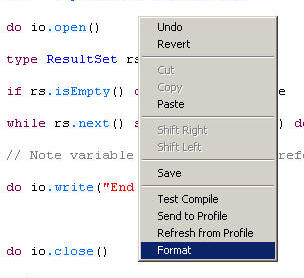 do io.open()
type ResultSet rs
if rs.isEmpty()
while rs.next() do
// Note variable
do io.write("End
do io.close()
Undo
Revert
Cut
Copy
Paste
Shift Right
Shift Left
Save
Test Compile
Send to Profile
Refresh from Profile
Format